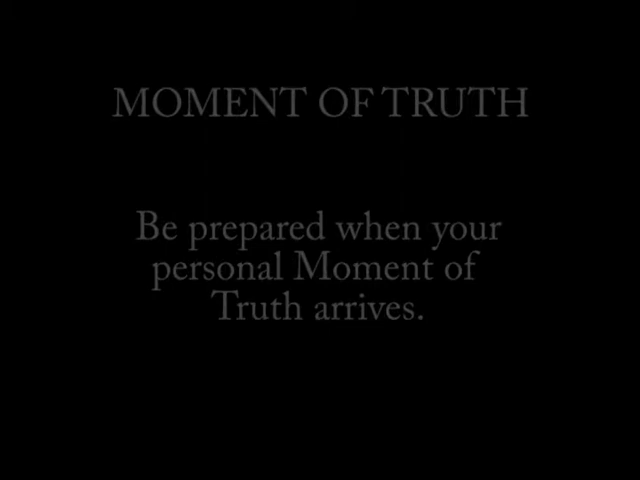 MOMENT OF TRUTH
Be prepared when your
personal Moment of
Truth arrives.